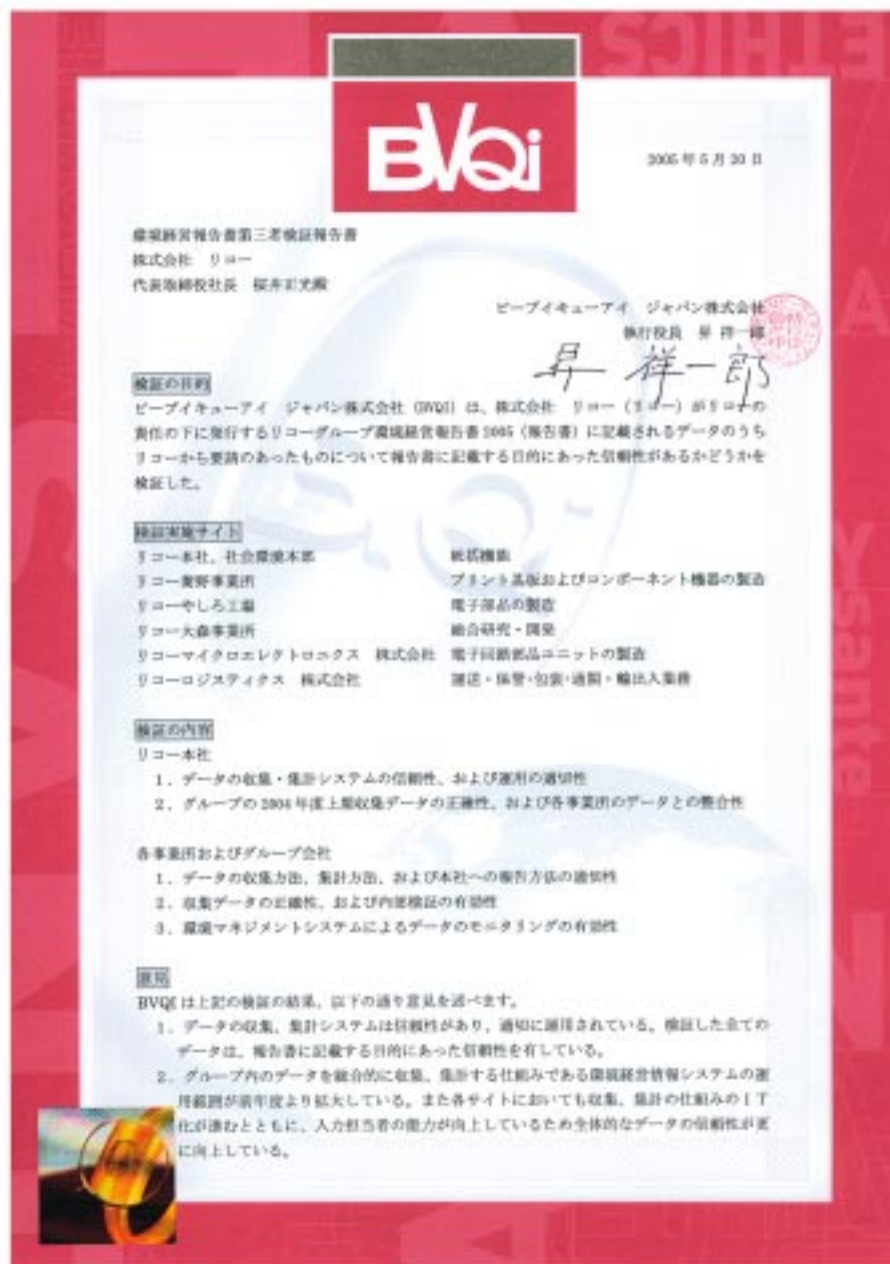 ETHICS
BVQi
2005 年 5 月 20 日
環境経営報告書第三者検証報告書
株式会社 リコー
代表取締役社長 桜井正光殿
ビーブイキューアイ ジャパン株式会社
執行役員 昇 祥一郎
昇 祥一郎
検証の目的
ビーブイキューアイ ジャパン株式会社 (BVQI) は、株式会社 リコー (リコー) がリコーの
責任の下に発行するリコーグループ環境経営報告書 2005 (報告書) に記載されるデータのうち
リコーから要請のあったものについて報告書に記載する目的にあった信頼性があるかどうかを
検証した。
検証実施サイト
リコー本社、社会環境本部 統括機能
リコー秦野事業所 プリント基板およびコンポーネント機器の製造
リコーやしろ工場 電子部品の製造
リコー大森事業所 総合研究・開発
リコーマイクロエレクトロニクス 株式会社 電子回路部品ユニットの製造
リコーロジスティクス 株式会社 運送・保管・包装・通関・輸出入業務
検証の内容
リコー本社
1. データの収集・集計システムの信頼性、および運用の適切性
2. グループの 2004 年度上期収集データの正確性、および各事業所のデータとの整合性
各事業所およびグループ会社
1. データの収集方法、集計方法、および本社への報告方法の適切性
2. 収集データの正確性、および内部検証の有効性
3. 環境マネジメントシステムによるデータのモニタリングの有効性
意見
BVQI は上記の検証の結果、以下の通り意見を述べます。
1. データの収集、集計システムは信頼性があり、適切に運用されている。検証した全ての
データは、報告書に記載する目的にあった信頼性を有している。
2. グループ内のデータを総合的に収集、集計する仕組みである環境経営情報システムの運
用範囲が前年度より拡大している。また各サイトにおいても収集、集計の仕組みの I T
化が進むとともに、入力担当者の能力が向上しているため全体的なデータの信頼性が更
に向上している。
Ysante